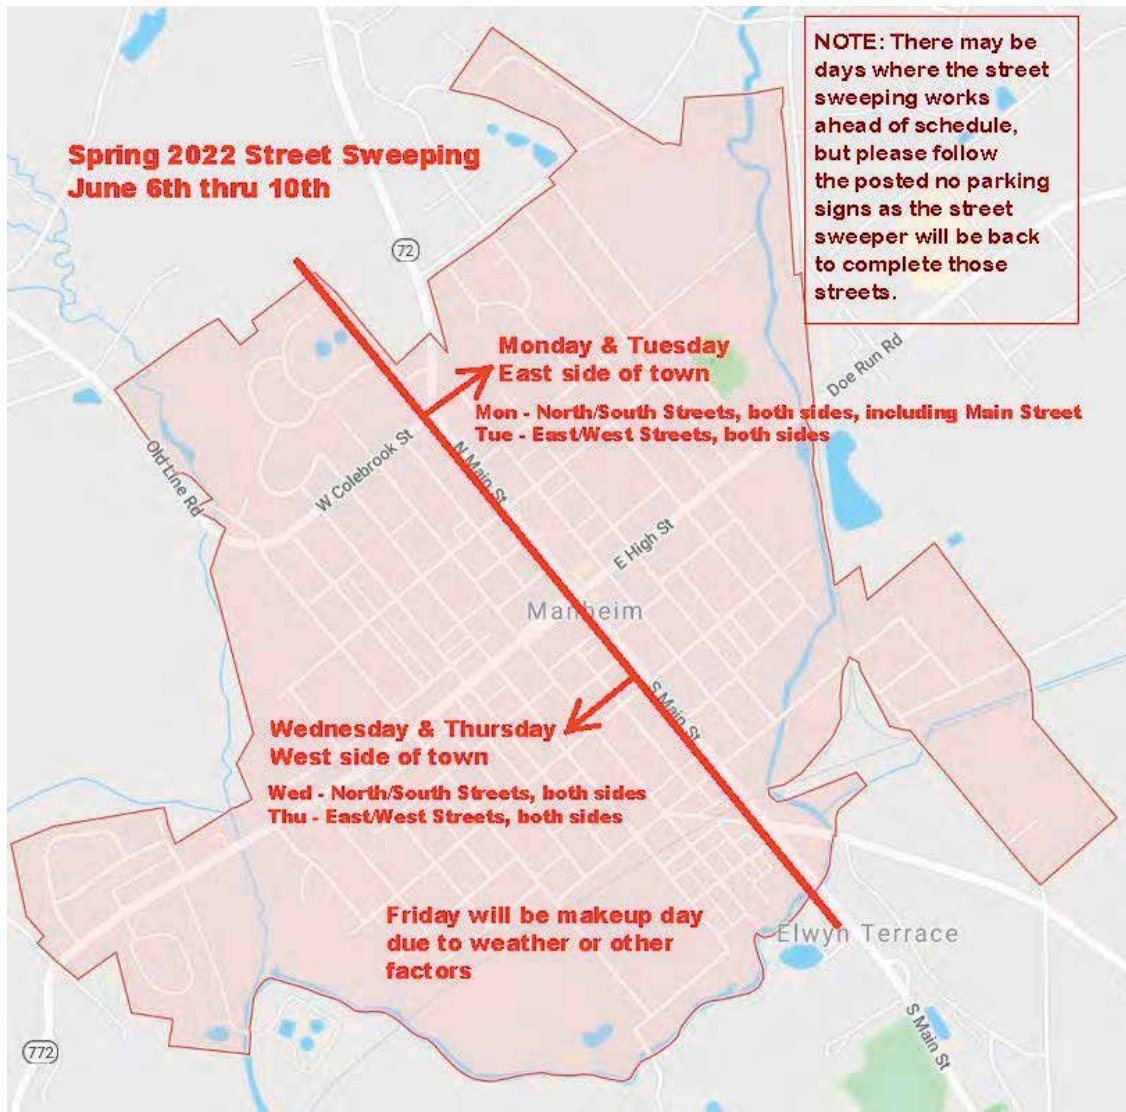 NOTE: There may be
days where the street
sweeping works
ahead of schedule,
but please follow
the posted no parking
signs as the street
sweeper will be back
to complete those
streets.
Spring 2022 Street Sweeping
June 6th thru 10th
72
Monday & Tuesday
East side of town
Doe Run Rd
Mon - North/South Streets, both sides, including Main Street
Tue - East/West Streets, both sides
Old Line Rd
W Colebrook St
N Main St
E High St
Manheim
S Main St
Wednesday & Thursday
West side of town
Wed - North/South Streets, both sides
Thu - East/West Streets, both sides
Friday will be makeup day
due to weather or other
factors
Elwyn Terrace
S Main St
772